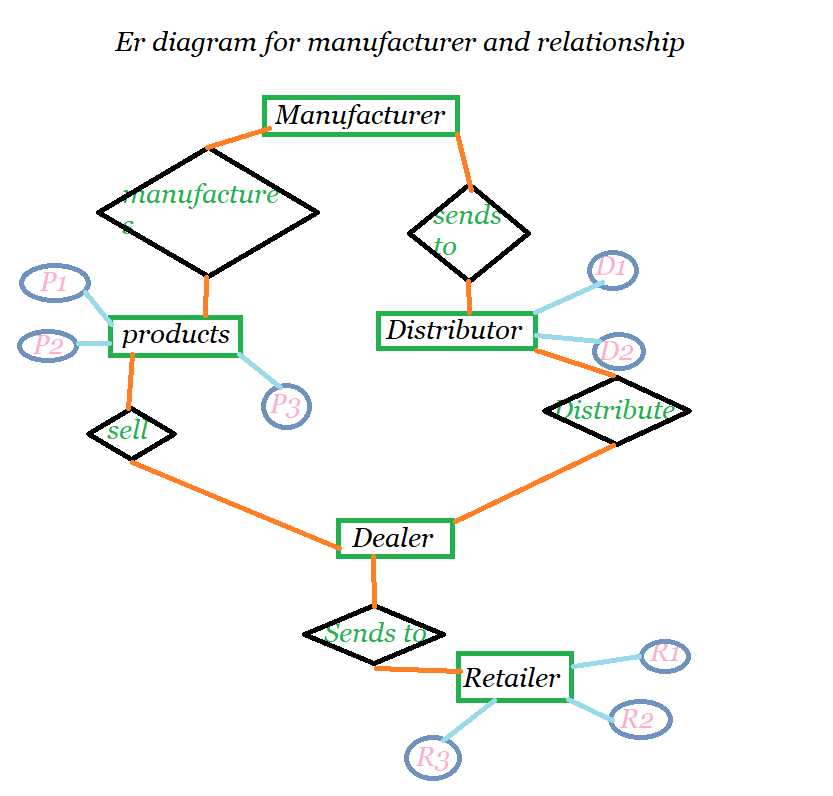 Er diagram for manufacturer and relationship
Manufacturer
manufacture
s
sends
to
P1
D1
products
Distributor
P2
D2
P3
sell
Distribute
Dealer
Sends to
R1
Retailer
R2
R3